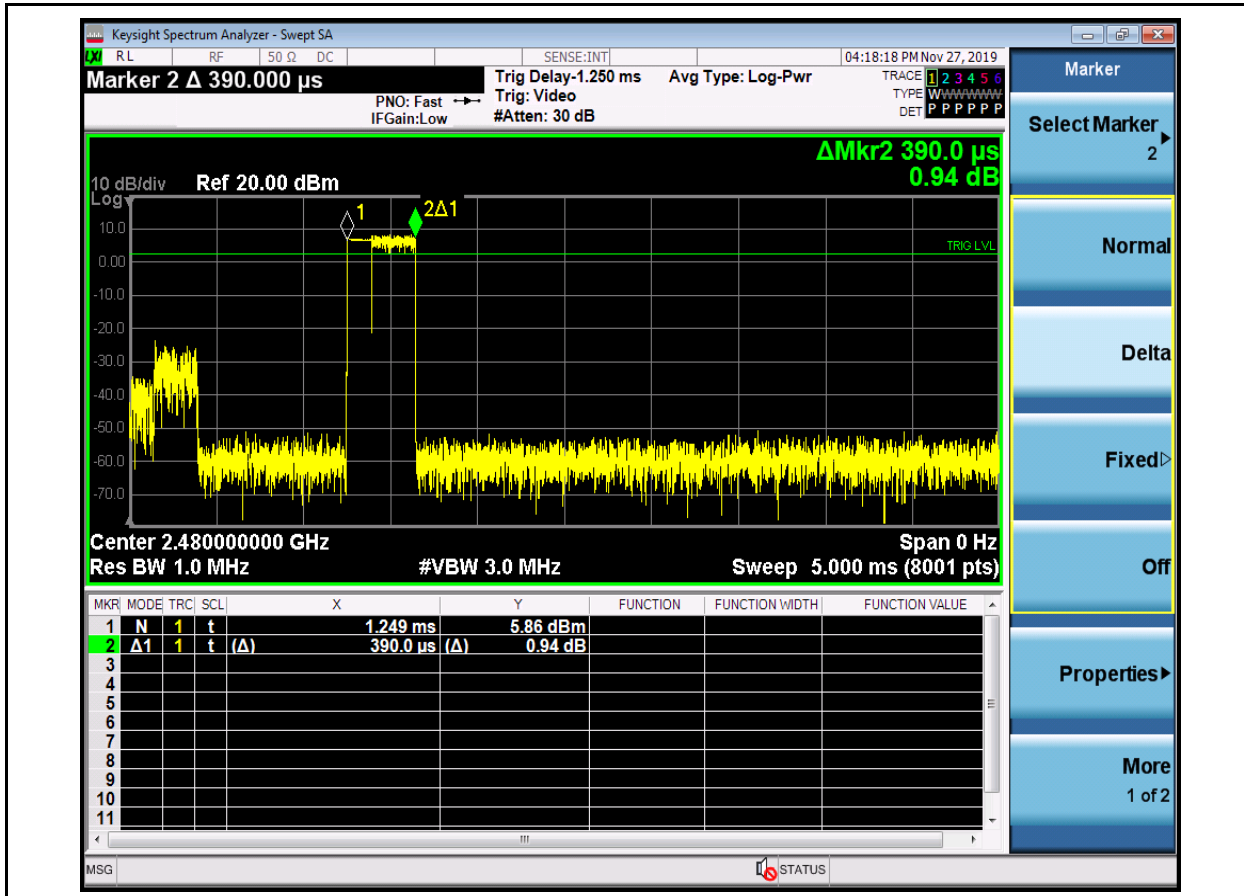 Keysight Spectrum Analyzer - Swept SA
LXI RL RF 50 Ω DC SENSE:INT 04:18:18 PM Nov 27, 2019
Marker 2 Δ 390.000 µs
PNO: Fast
IFGain:Low
Trig Delay-1.250 ms
Trig: Video
#Atten: 30 dB
Avg Type: Log-Pwr
TRACE 1 2 3 4 5 6
TYPE WWWWWW
DET P P P P P P
ΔMkr2 390.0 µs
0.94 dB
10 dB/div Ref 20.00 dBm
Log
1
2Δ1
10.0
TRIG LVL
0.00
-10.0
-20.0
-30.0
-40.0
-50.0
-60.0
-70.0
Center 2.480000000 GHz Span 0 Hz
Res BW 1.0 MHz #VBW 3.0 MHz Sweep 5.000 ms (8001 pts)
MKR MODE TRC SCL X Y FUNCTION FUNCTION WIDTH FUNCTION VALUE
1 N 1 t 1.249 ms 5.86 dBm
2 Δ1 1 t (Δ) 390.0 µs (Δ) 0.94 dB
3
4
5
6
7
8
9
10
11
MSG STATUS
Marker
Select Marker
2
Normal
Delta
Fixed
Off
Properties
More
1 of 2